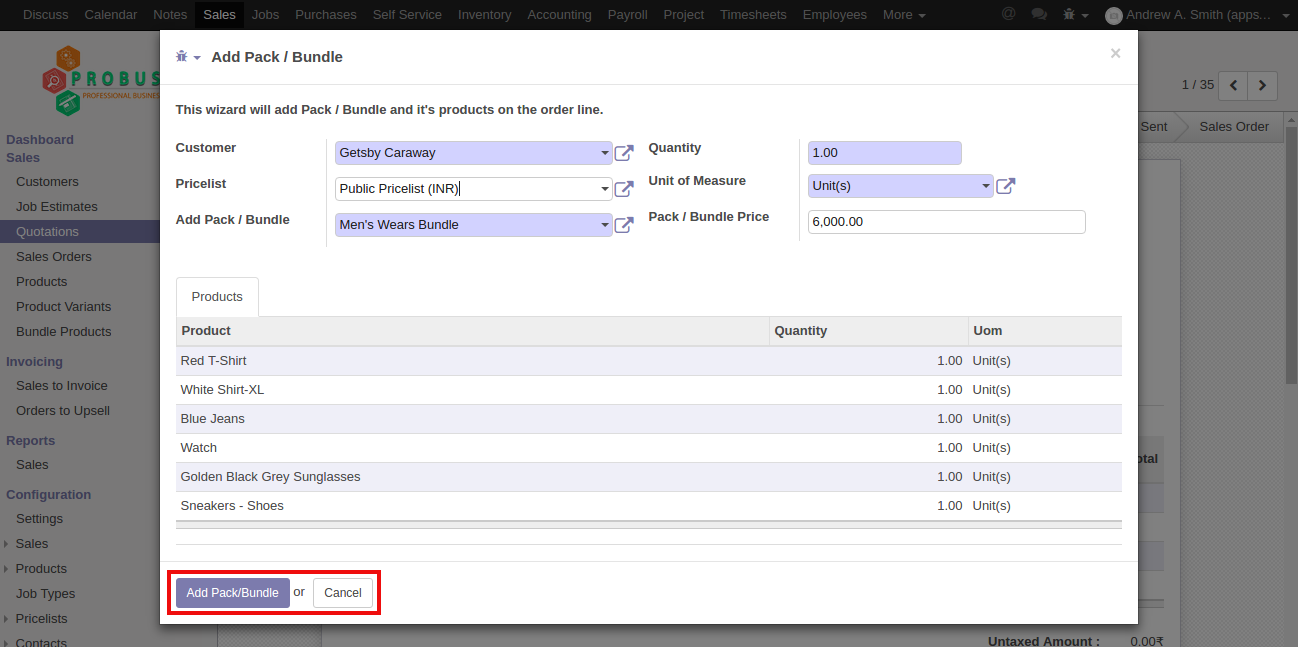 Discuss Calendar Notes Sales Jobs Purchases Self Service Inventory Accounting Payroll Project Timesheets Employees More @ Andrew A. Smith (apps...
Add Pack / Bundle ×
PROBUS
PROFESSIONAL BUSINES
1 / 35
This wizard will add Pack / Bundle and it's products on the order line.
Sent Sales Order
Customer Getsby Caraway Quantity 1.00
Pricelist Public Pricelist (INR) Unit of Measure Unit(s)
Add Pack / Bundle Men's Wears Bundle Pack / Bundle Price 6,000.00
Dashboard
Sales
Customers
Job Estimates
Quotations
Sales Orders
Products
Product Variants
Bundle Products
Invoicing
Sales to Invoice
Orders to Upsell
Reports
Sales
Configuration
Settings
Sales
Products
Job Types
Pricelists
Contacts
Products
Product Quantity Uom
Red T-Shirt 1.00 Unit(s)
White Shirt-XL 1.00 Unit(s)
Blue Jeans 1.00 Unit(s)
Watch 1.00 Unit(s)
Golden Black Grey Sunglasses 1.00 Unit(s)
Sneakers - Shoes 1.00 Unit(s)
otal
Add Pack/Bundle or Cancel
Untaxed Amount : 0.00₹